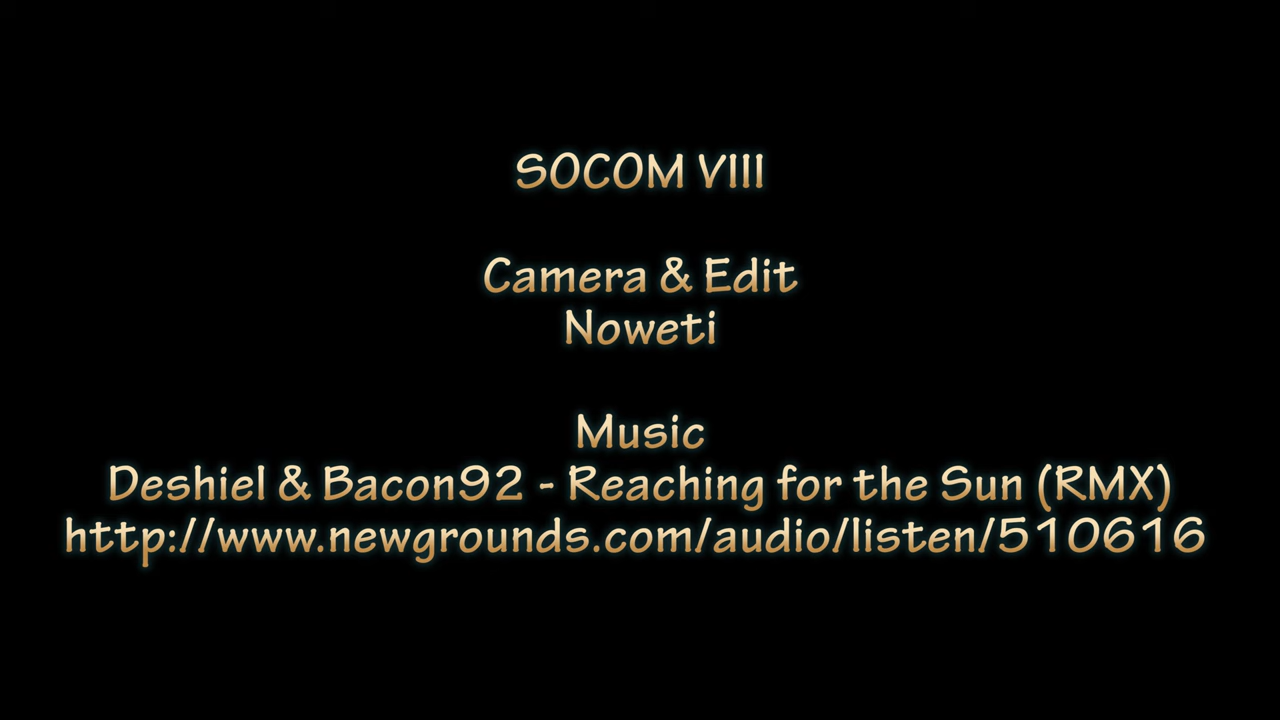 SOCOM VIII
Camera & Edit
Noweti
Music
Deshiel & Bacon92 - Reaching for the Sun (RMX)
http://www.newgrounds.com/audio/listen/510616